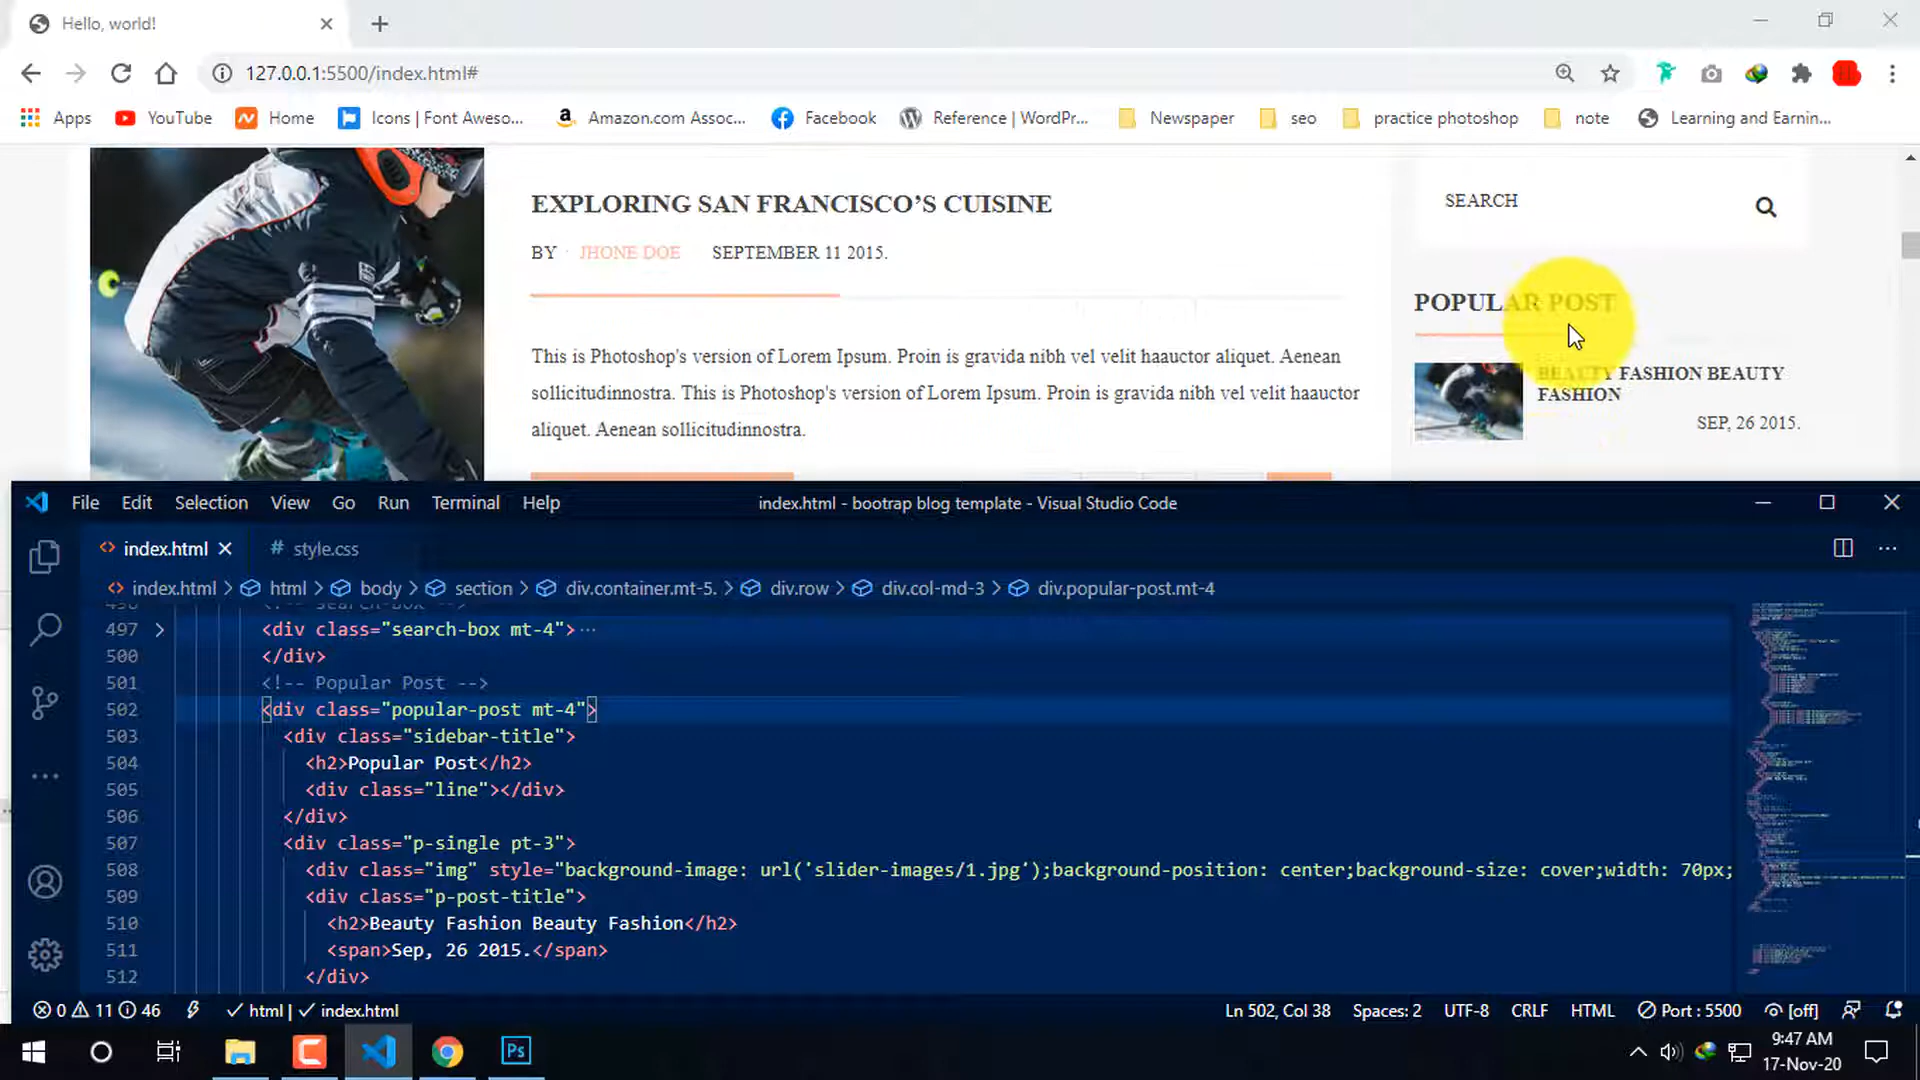 Hello, world!
127.0.0.1:5500/index.html#
Apps YouTube Home Icons | Font Aweso... Amazon.com Assoc... Facebook Reference | WordPr... Newspaper seo practice photoshop note Learning and Earnin...
EXPLORING SAN FRANCISCO’S CUISINE
BY · JHONE DOE SEPTEMBER 11 2015.
This is Photoshop's version of Lorem Ipsum. Proin is gravida nibh vel velit haauctor aliquet. Aenean
sollicitudinnostra. This is Photoshop's version of Lorem Ipsum. Proin is gravida nibh vel velit haauctor
aliquet. Aenean sollicitudinnostra.
SEARCH
POPULAR POST
BEAUTY FASHION BEAUTY
FASHION
SEP, 26 2015.
File Edit Selection View Go Run Terminal Help index.html - bootrap blog template - Visual Studio Code
index.html style.css
index.html > html > body > section > div.container.mt-5. > div.row > div.col-md-3 > div.popular-post.mt-4
496 <!-- search-box -->
497 <div class="search-box mt-4"> ···
500 </div>
501 <!-- Popular Post -->
502 <div class="popular-post mt-4">
503 <div class="sidebar-title">
504 <h2>Popular Post</h2>
505 <div class="line"></div>
506 </div>
507 <div class="p-single pt-3">
508 <div class="img" style="background-image: url('slider-images/1.jpg');background-position: center;background-size: cover;width: 70px;
509 <div class="p-post-title">
510 <h2>Beauty Fashion Beauty Fashion</h2>
511 <span>Sep, 26 2015.</span>
512 </div>
0 11 46 html | index.html Ln 502, Col 38 Spaces: 2 UTF-8 CRLF HTML Port : 5500 [off]
Ps
9:47 AM
17-Nov-20